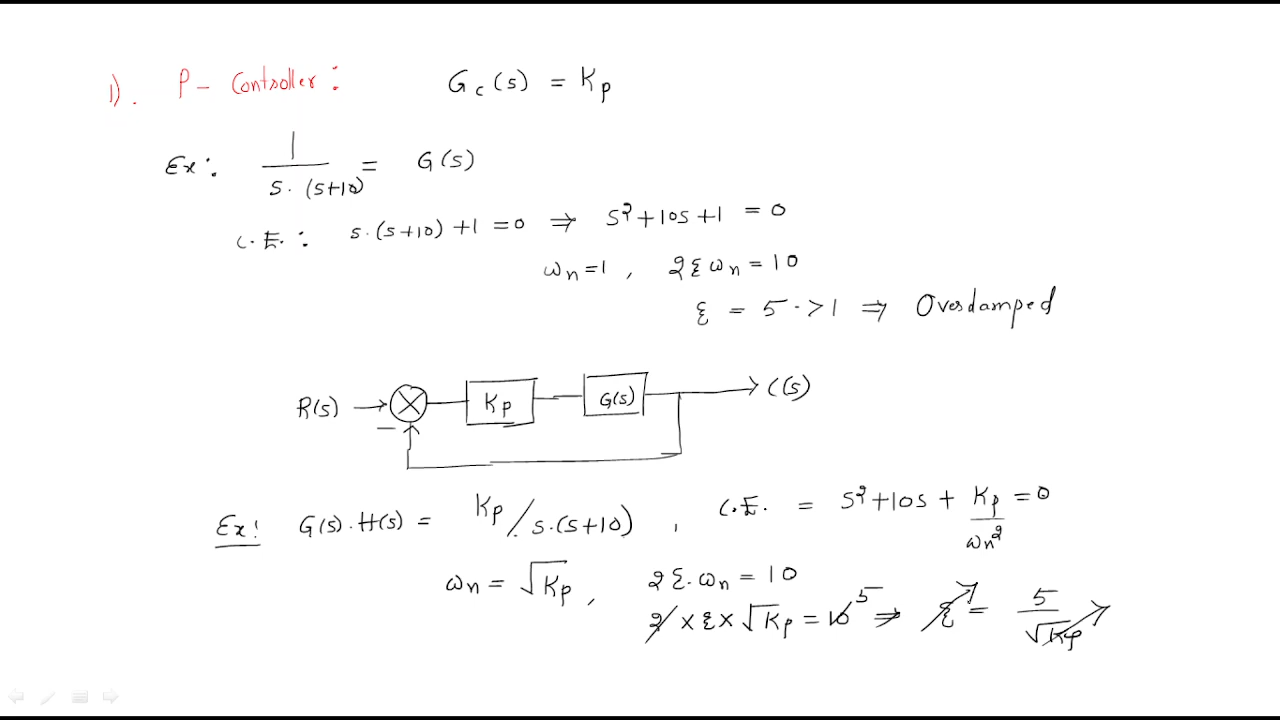 1). P - Controller : Gc(s) = Kp
Ex : 1 / s.(s+10) = G(s)
C.E. : s.(s+10) +1 =0 ⇒ s²+10s+1 =0
ωn=1 , 2ξωn=10
ξ = 5 ->1 ⇒ Overdamped
R(s) → Kp G(s) → C(s)
−
Ex! G(s).H(s) = Kp/s.(s+10) , C.E. = s²+10s + Kp =0
ωn²
ωn = √Kp , 2ξ.ωn = 10
2 x ξ x √Kp = 10 5 ⇒ ξ = 5/√Kp